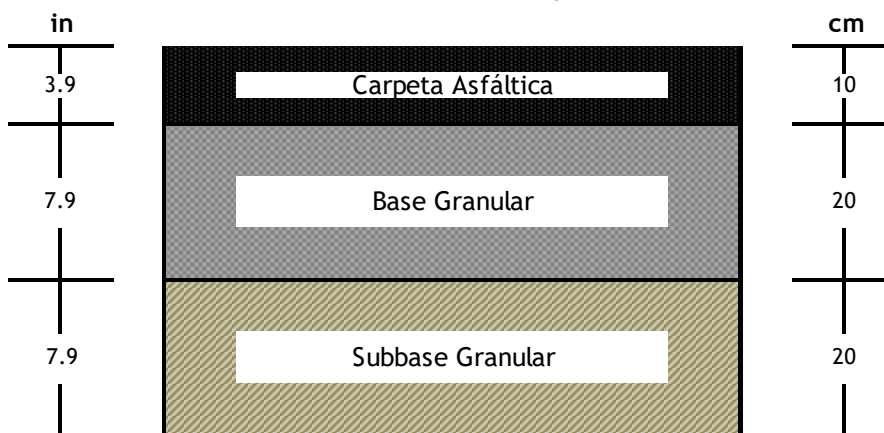 in cm
3.9 Carpeta Asfáltica 10
7.9 Base Granular 20
7.9 Subbase Granular 20